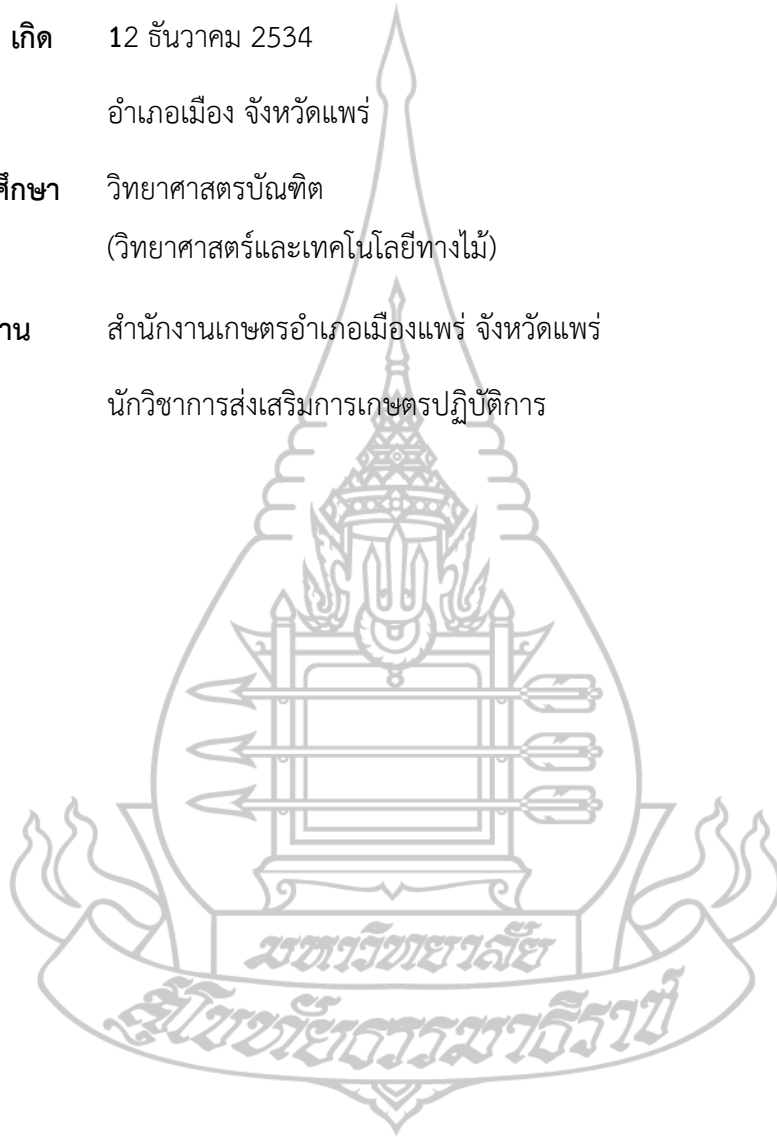 เกิด 12 ธันวาคม 2534
อำเภอเมือง จังหวัดแพร่
ศึกษา วิทยาศาสตรบัณฑิต
(วิทยาศาสตร์และเทคโนโลยีทางไม้)
าน สำนักงานเกษตรอำเภอเมืองแพร่ จังหวัดแพร่
นักวิชาการส่งเสริมการเกษตรปฏิบัติการ
มหาวิทยาลัย
สุโขทัยธรรมาธิราช